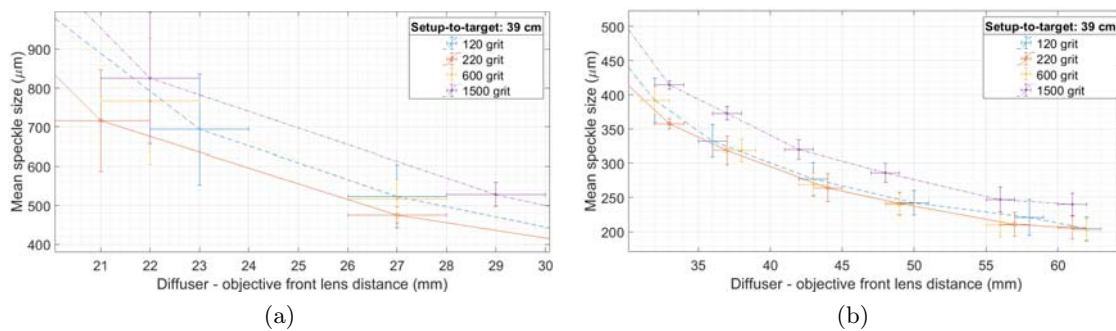 Setup-to-target: 39 cm
120 grit
220 grit
600 grit
1500 grit
900
800
700
600
500
400
Mean speckle size (μm)
21 22 23 24 25 26 27 28 29 30
Diffuser - objective front lens distance (mm)
(a)
Setup-to-target: 39 cm
120 grit
220 grit
600 grit
1500 grit
500
450
400
350
300
250
200
Mean speckle size (μm)
35 40 45 50 55 60
Diffuser - objective front lens distance (mm)
(b)